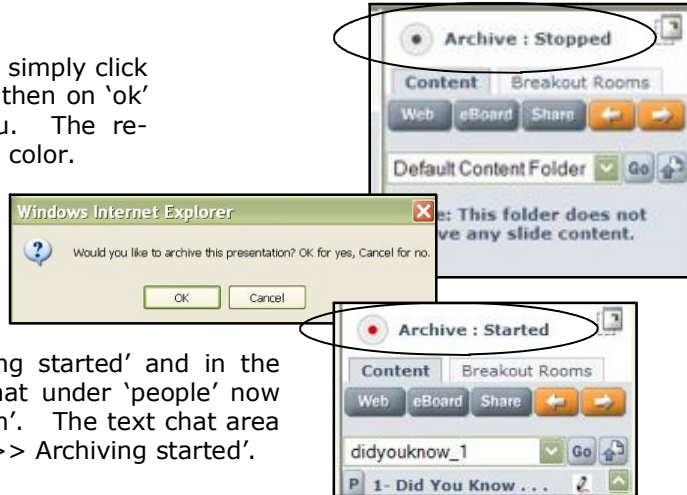 simply click
then on ‘ok’
u. The re-
color.
Archive : Stopped
Content Breakout Rooms
Web eBoard Share
Default Content Folder Go
e: This folder does not
ve any slide content.
Windows Internet Explorer
Would you like to archive this presentation? OK for yes, Cancel for no.
OK Cancel
ng started’ and in the
hat under ‘people’ now
n’. The text chat area
>> Archiving started’.
Archive : Started
Content Breakout Rooms
Web eBoard Share
didyouknow_1 Go
P 1- Did You Know . . .